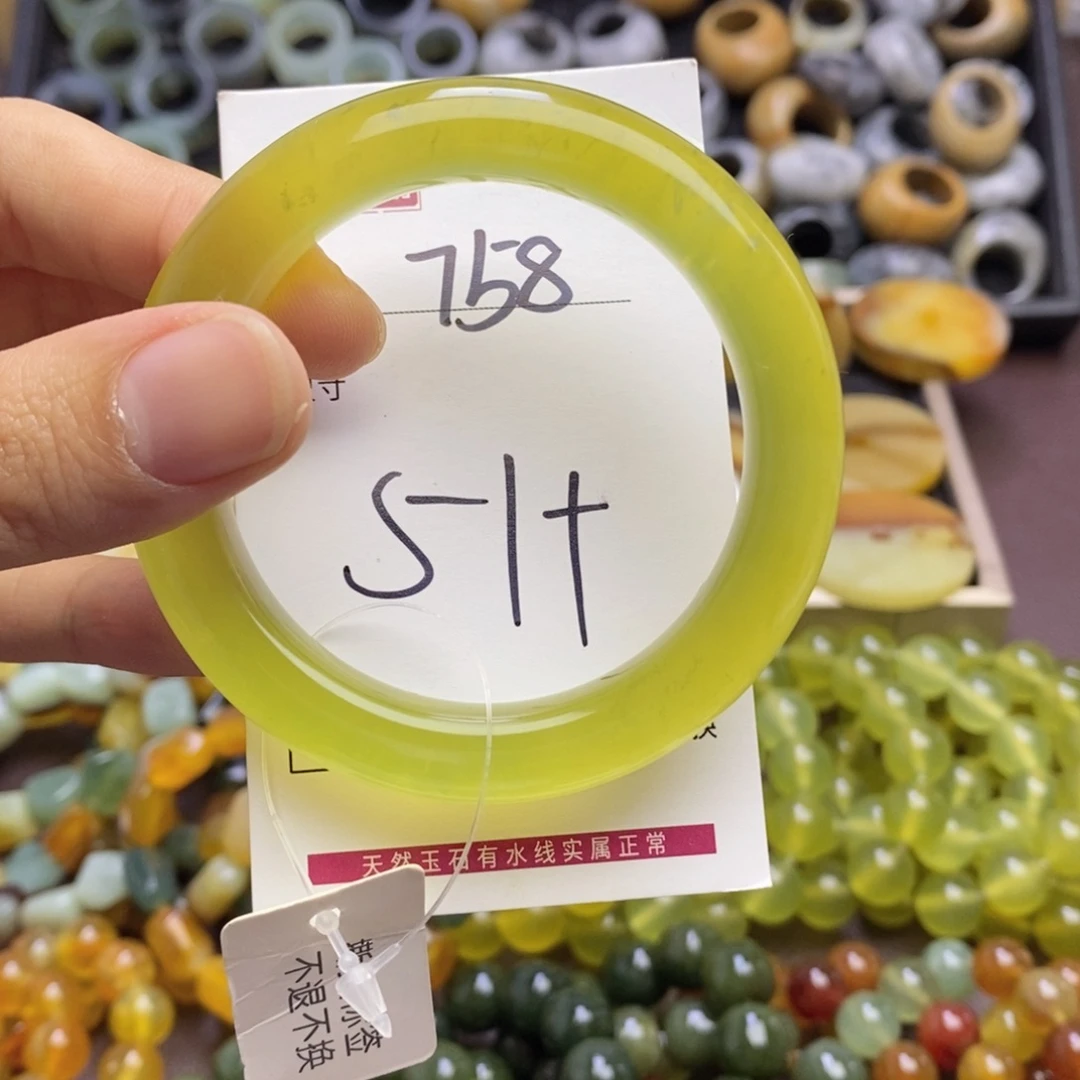 758
寸
51+
天然玉石有水线实属正常
不退不换